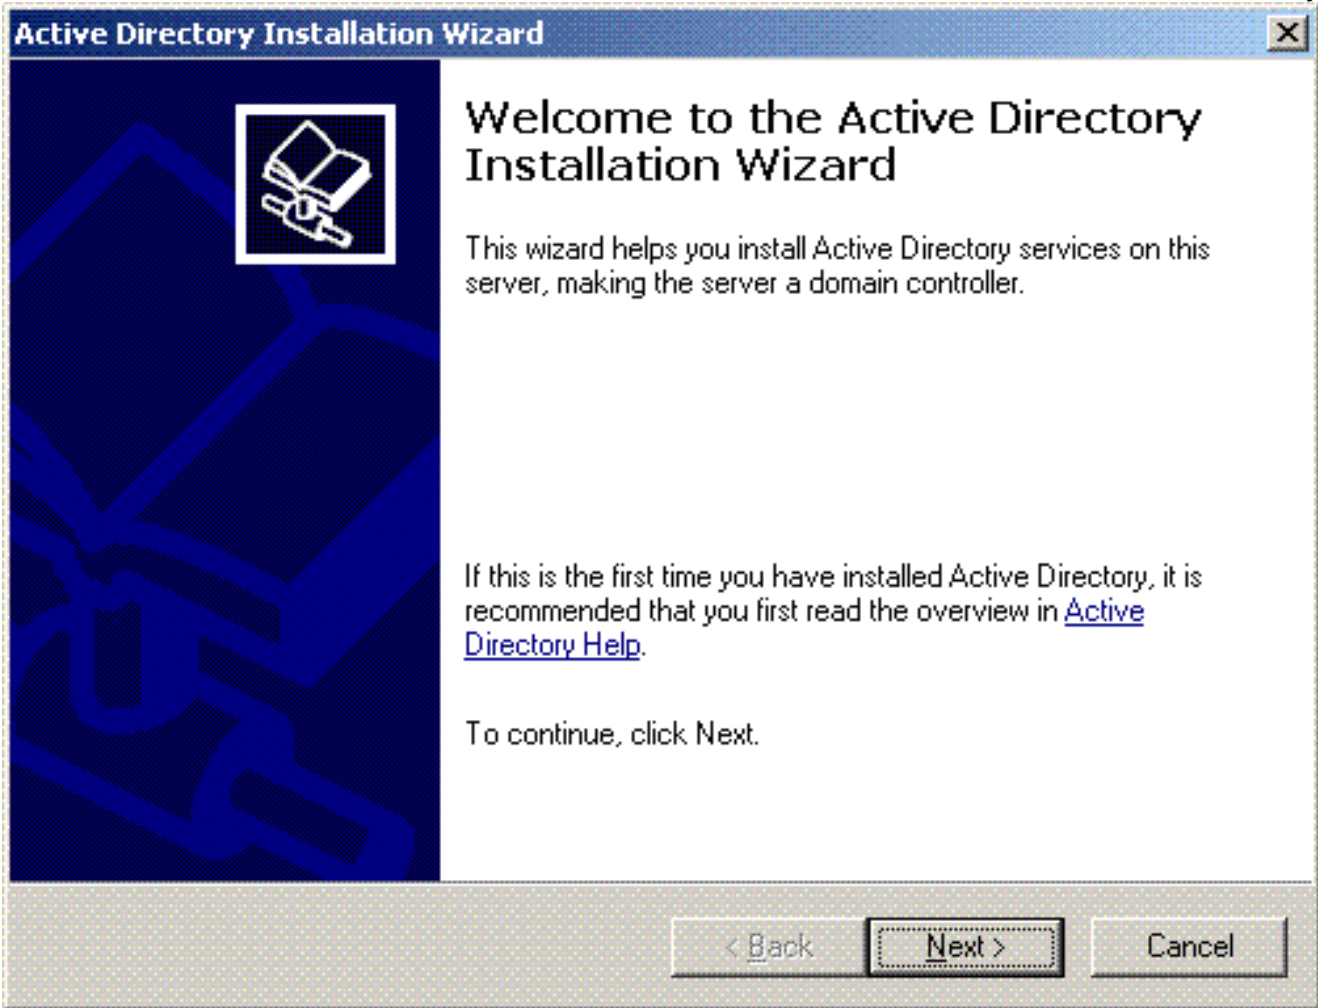 Active Directory Installation Wizard
Welcome to the Active Directory
Installation Wizard
This wizard helps you install Active Directory services on this
server, making the server a domain controller.
If this is the first time you have installed Active Directory, it is
recommended that you first read the overview in Active
Directory Help.
To continue, click Next.
< Back
Next >
Cancel